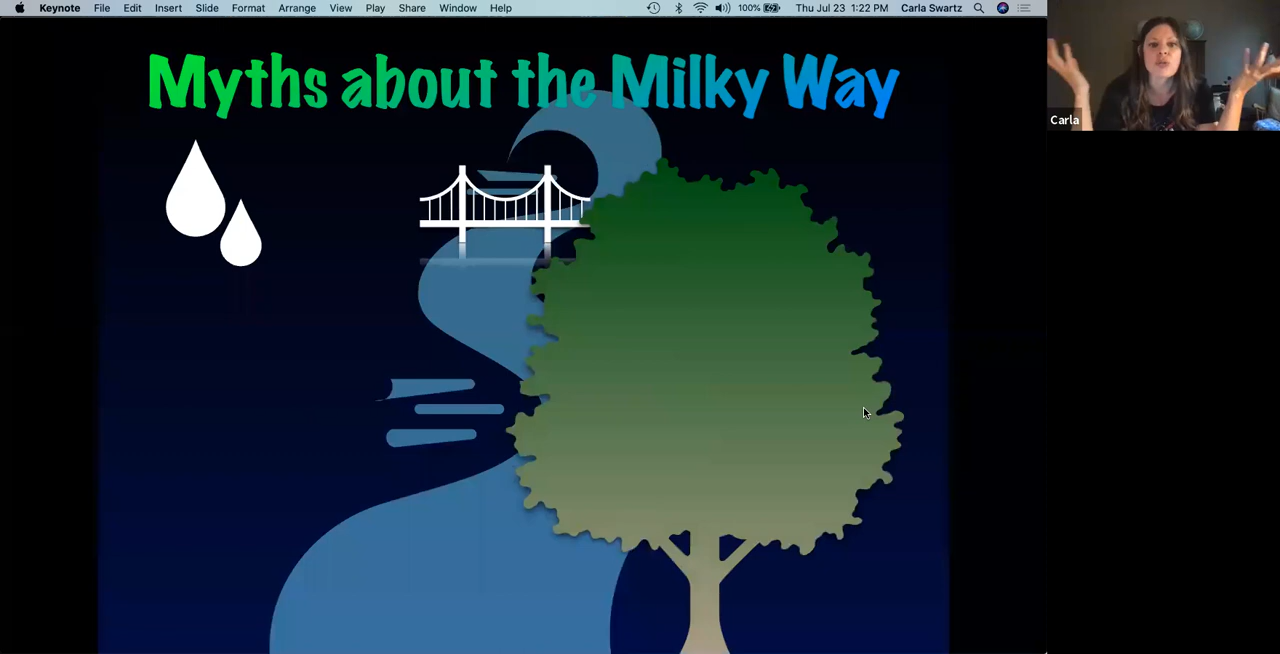 Keynote File Edit Insert Slide Format Arrange View Play Share Window Help 100% Thu Jul 23 1:22 PM Carla Swartz
Myths about the Milky Way
Carla